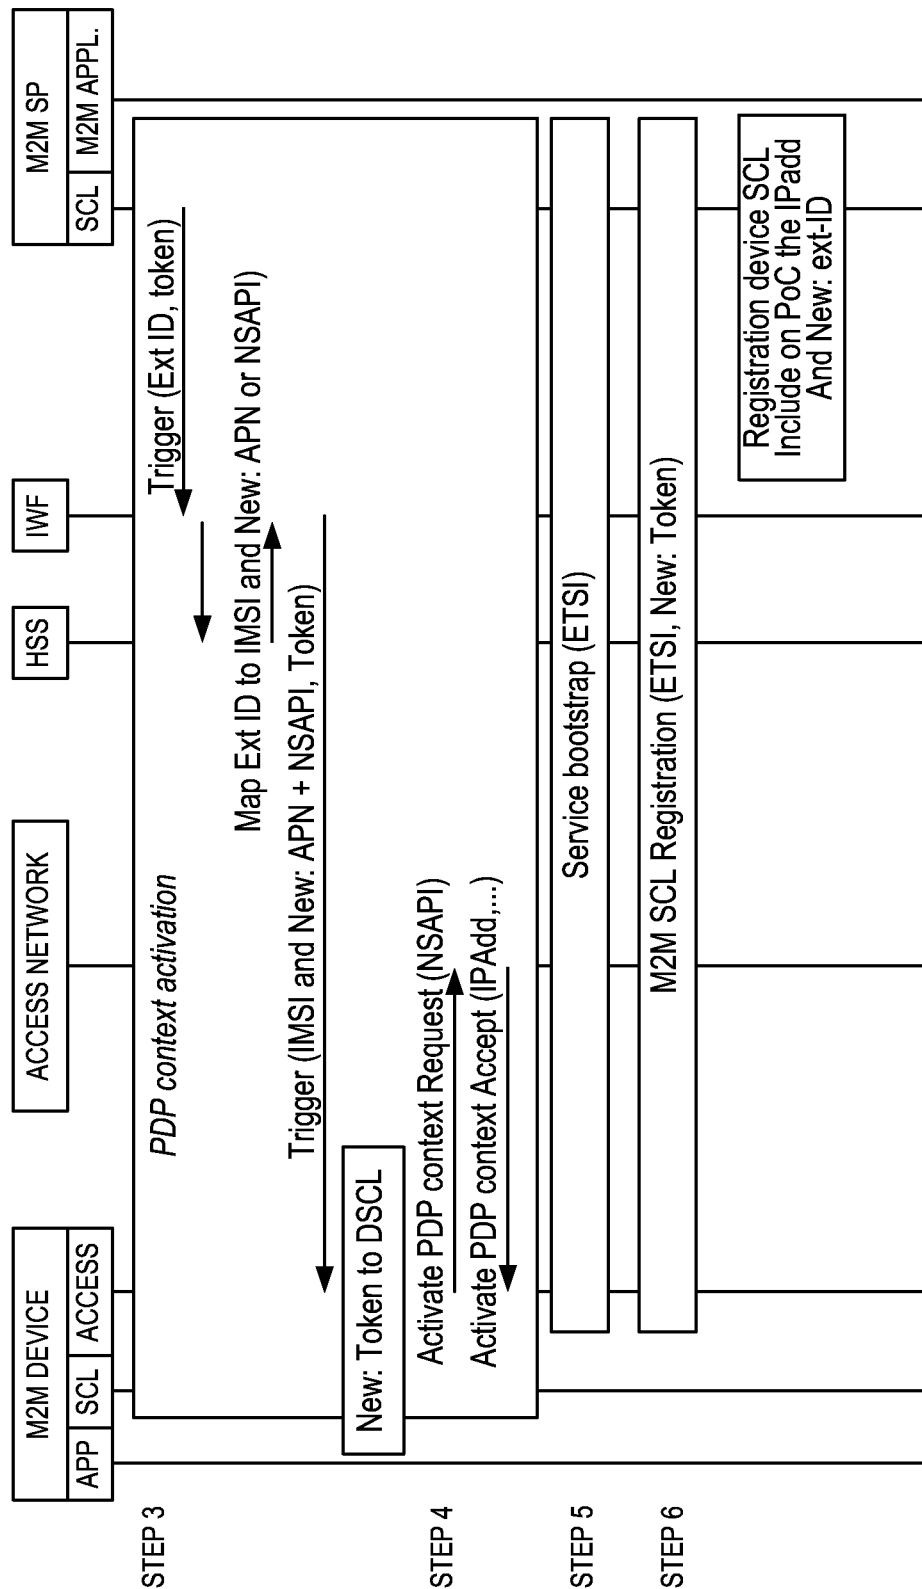 M2M DEVICE
APP
SCL
ACCESS
ACCESS NETWORK
HSS
IWF
M2M SP
SCL
M2M APPL.
STEP 3
PDP context activation
Trigger (Ext ID, token)
Map Ext ID to IMSI and New: APN or NSAPI)
Trigger (IMSI and New: APN + NSAPI, Token)
New: Token to DSCL
STEP 4
Activate PDP context Request (NSAPI)
Activate PDP context Accept (IPAdd,...)
STEP 5
Service bootstrap (ETSI)
STEP 6
M2M SCL Registration (ETSI, New: Token)
Registration device SCL
Include on PoC the IPadd
And New: ext-ID